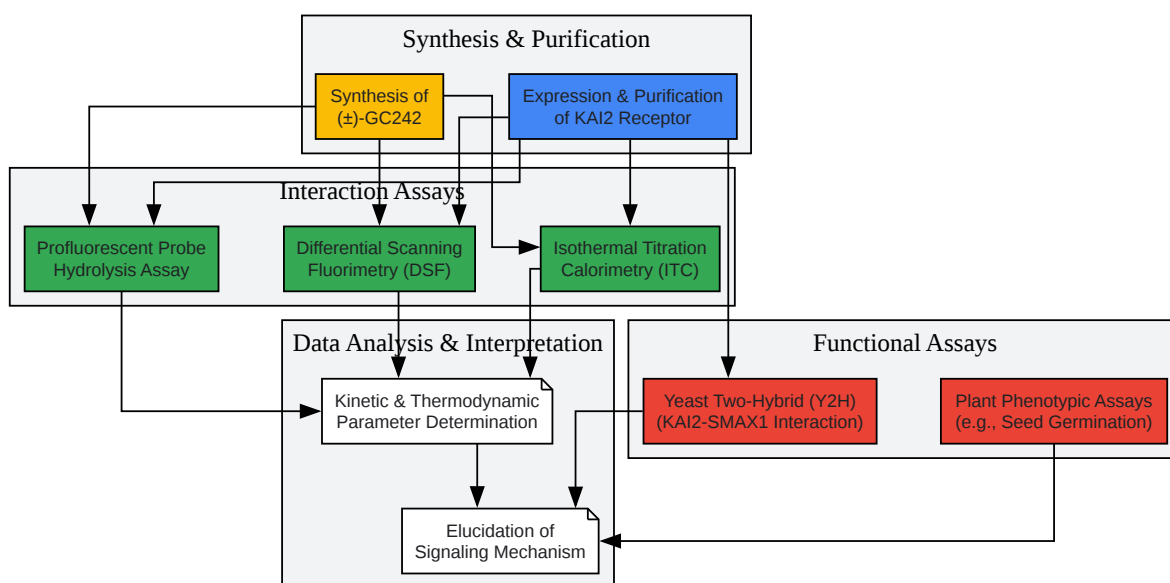 Synthesis & Purification
Synthesis of
(±)-GC242
Expression & Purification
of KAI2 Receptor
Interaction Assays
Profluorescent Probe
Hydrolysis Assay
Differential Scanning
Fluorimetry (DSF)
Isothermal Titration
Calorimetry (ITC)
Data Analysis & Interpretation
Kinetic & Thermodynamic
Parameter Determination
Elucidation of
Signaling Mechanism
Functional Assays
Yeast Two-Hybrid (Y2H)
(KAI2-SMAX1 Interaction)
Plant Phenotypic Assays
(e.g., Seed Germination)